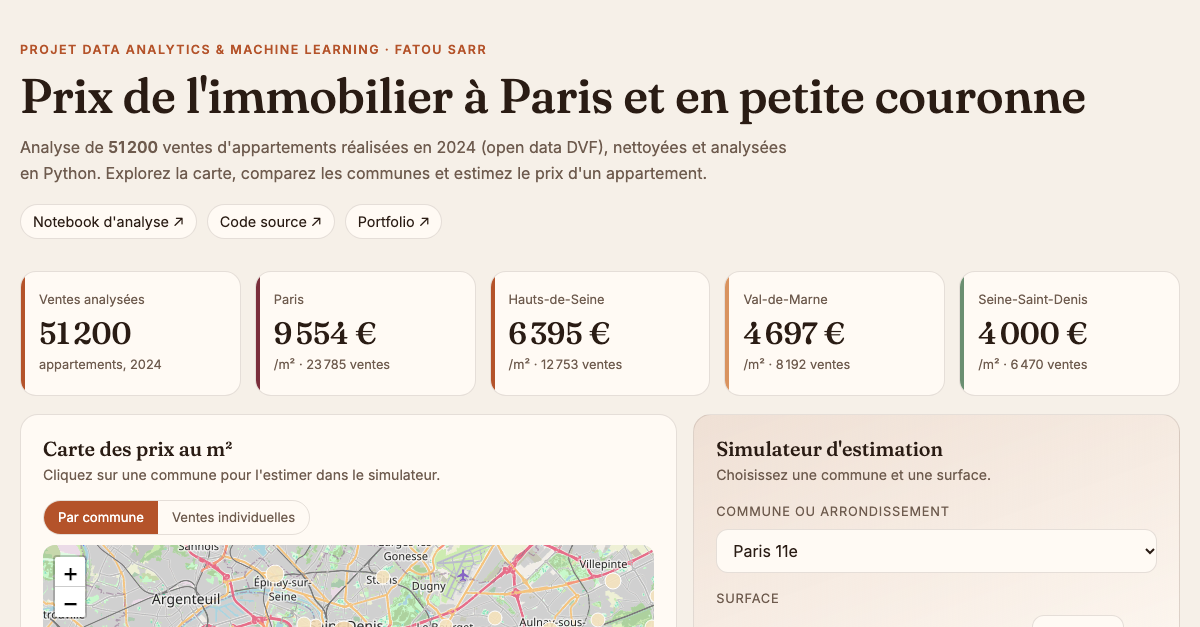 PROJET DATA ANALYTICS & MACHINE LEARNING · FATOU SARR
Prix de l'immobilier à Paris et en petite couronne
Analyse de 51 200 ventes d'appartements réalisées en 2024 (open data DVF), nettoyées et analysées
en Python. Explorez la carte, comparez les communes et estimez le prix d'un appartement.
Notebook d'analyse ↗
Code source ↗
Portfolio ↗
Ventes analysées
51 200
appartements, 2024
Paris
9 554 €
/m² · 23 785 ventes
Hauts-de-Seine
6 395 €
/m² · 12 753 ventes
Val-de-Marne
4 697 €
/m² · 8 192 ventes
Seine-Saint-Denis
4 000 €
/m² · 6 470 ventes
Carte des prix au m²
Cliquez sur une commune pour l'estimer dans le simulateur.
Par commune
Ventes individuelles
+
−
Sannois
Gonesse
Villepinte
Épinay-sur-
Seine
Dugny
Argenteuil
Aulnay-sous-
Simulateur d'estimation
Choisissez une commune et une surface.
COMMUNE OU ARRONDISSEMENT
Paris 11e
SURFACE